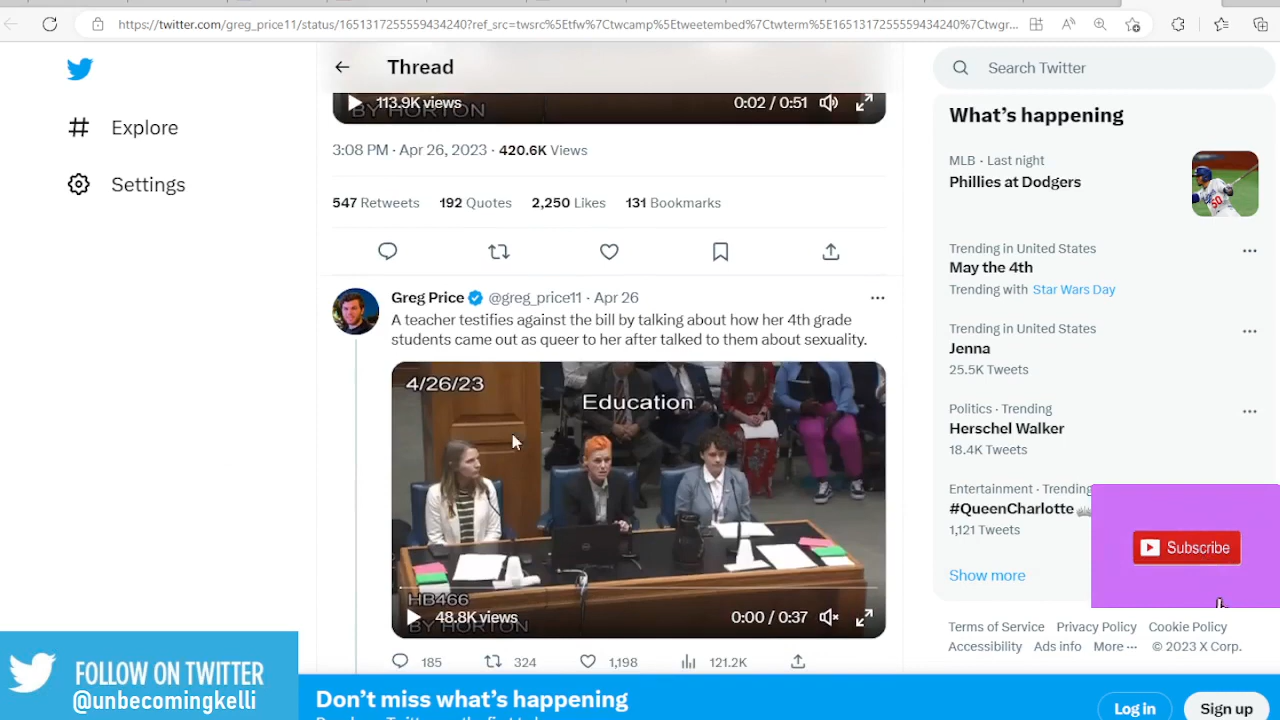 https://twitter.com/greg_price11/status/1651317255559434240?ref_src=twsrc%5Etfw%7Ctwcamp%5Etweetembed%7Ctwterm%5E1651317255559434240%7Ctwgr...
Explore
Settings
Thread
BY HORTON
113.9K views
0:02 / 0:51
3:08 PM · Apr 26, 2023 · 420.6K Views
547 Retweets 192 Quotes 2,250 Likes 131 Bookmarks
Greg Price @greg_price11 · Apr 26
A teacher testifies against the bill by talking about how her 4th grade
students came out as queer to her after talked to them about sexuality.
4/26/23
Education
HB466
BY HORTON
48.8K views
0:00 / 0:37
185 324 1,198 121.2K
Search Twitter
What's happening
MLB · Last night
Phillies at Dodgers
Trending in United States
May the 4th
Trending with Star Wars Day
Trending in United States
Jenna
25.5K Tweets
Politics · Trending
Herschel Walker
18.4K Tweets
Entertainment · Trending
#QueenCharlotte
1,121 Tweets
Show more
Subscribe
Terms of Service Privacy Policy Cookie Policy
Accessibility Ads info More ··· © 2023 X Corp.
FOLLOW ON TWITTER
@unbecomingkelli
Don't miss what's happening
Log in
Sign up